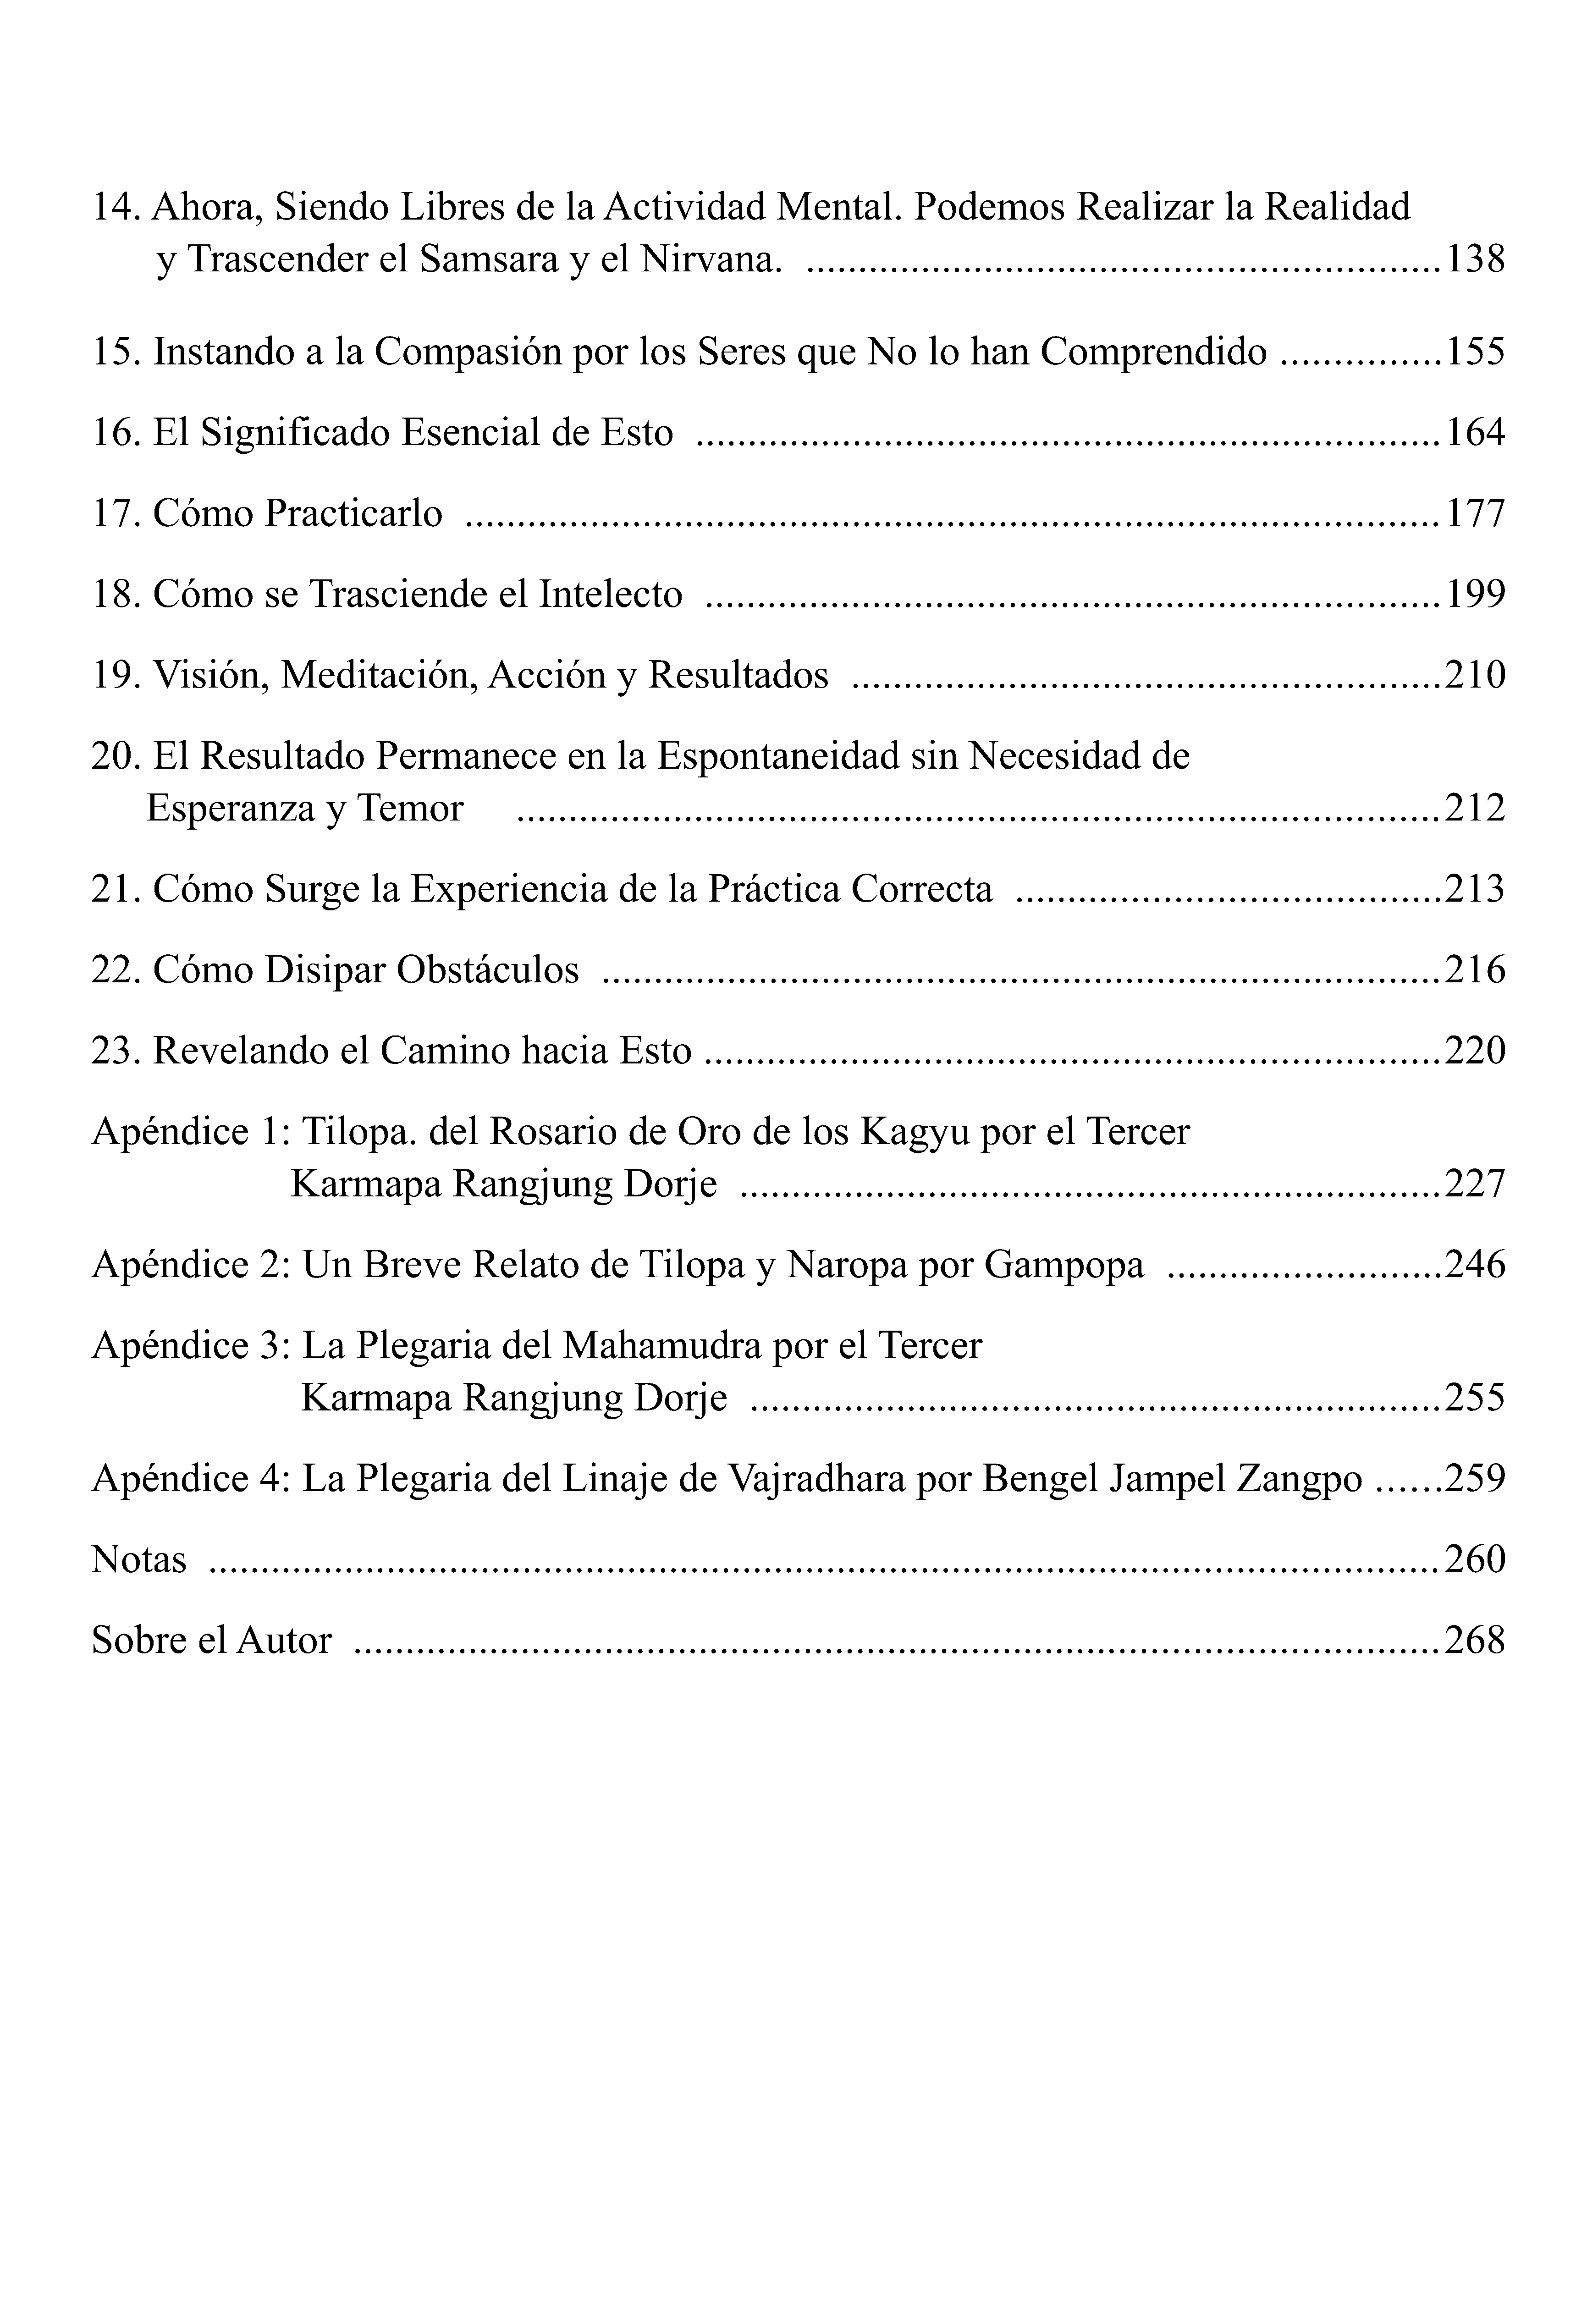 14. Ahora, Siendo Libres de la Actividad Mental. Podemos Realizar la Realidad
y Trascender el Samsara y el Nirvana. ..............................................................138
15. Instando a la Compasión por los Seres que No lo han Comprendido ................155
16. El Significado Esencial de Esto .........................................................................164
17. Cómo Practicarlo ...............................................................................................177
18. Cómo se Trasciende el Intelecto ........................................................................199
19. Visión, Meditación, Acción y Resultados ..........................................................210
20. El Resultado Permanece en la Espontaneidad sin Necesidad de
Esperanza y Temor ..........................................................................................212
21. Cómo Surge la Experiencia de la Práctica Correcta ..........................................213
22. Cómo Disipar Obstáculos ..................................................................................216
23. Revelando el Camino hacia Esto ........................................................................220
Apéndice 1: Tilopa. del Rosario de Oro de los Kagyu por el Tercer
Karmapa Rangjung Dorje ....................................................................227
Apéndice 2: Un Breve Relato de Tilopa y Naropa por Gampopa ...........................246
Apéndice 3: La Plegaria del Mahamudra por el Tercer
Karmapa Rangjung Dorje ...................................................................255
Apéndice 4: La Plegaria del Linaje de Vajradhara por Bengel Jampel Zangpo ......259
Notas ........................................................................................................................260
Sobre el Autor ..........................................................................................................268